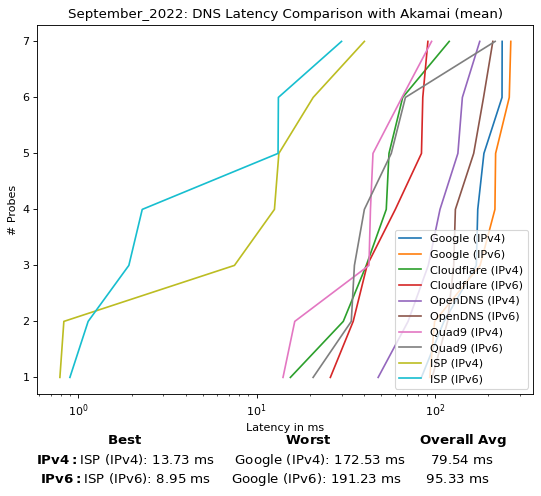 September_2022: DNS Latency Comparison with Akamai (mean)
7
6
5
4
3
2
1
# Probes
Google (IPv4)
Google (IPv6)
Cloudflare (IPv4)
Cloudflare (IPv6)
OpenDNS (IPv4)
OpenDNS (IPv6)
Quad9 (IPv4)
Quad9 (IPv6)
ISP (IPv4)
ISP (IPv6)
10⁰ 10¹ 10²
Latency in ms
Best Worst Overall Avg
IPv4: ISP (IPv4): 13.73 ms Google (IPv4): 172.53 ms 79.54 ms
IPv6: ISP (IPv6): 8.95 ms Google (IPv6): 191.23 ms 95.33 ms